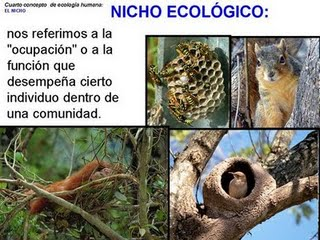 Cuarto concepto de ecología humana:
EL NICHO
NICHO ECOLÓGICO:
nos referimos a la
"ocupación" o a la
función que
desempeña cierto
individuo dentro de
una comunidad.